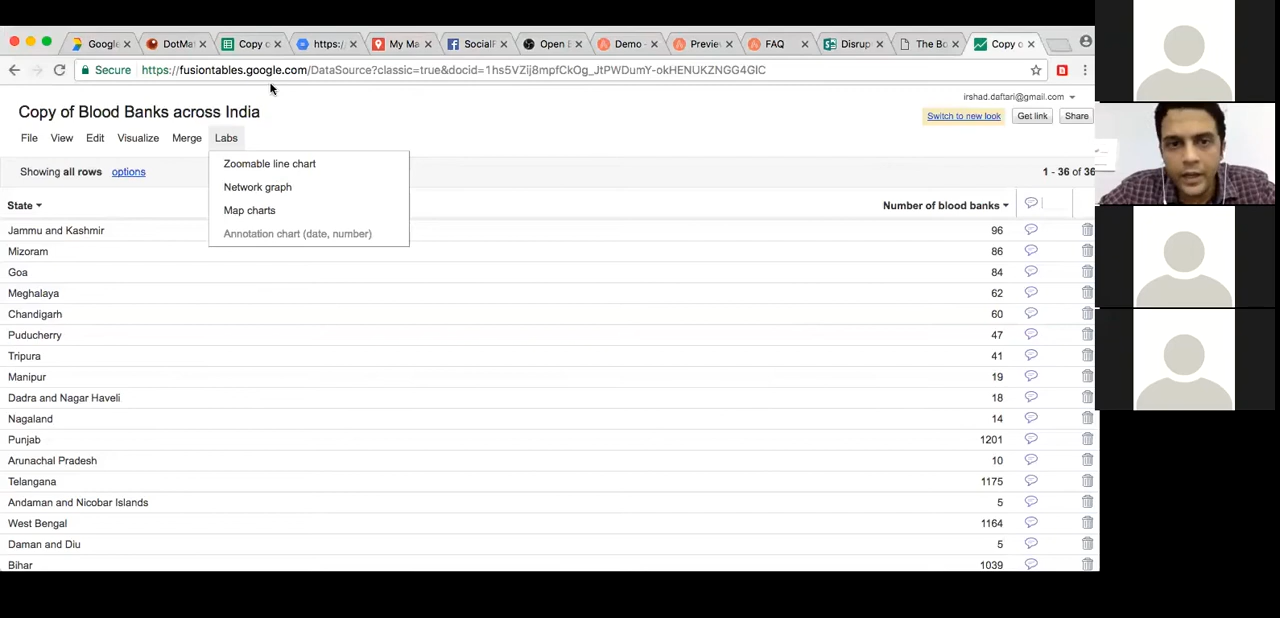 Google
DotMa
Copy o
https:/
My Ma
SocialF
Open E
Demo -
Previe
FAQ
Disrup
The Bo
Copy o
Secure
https://fusiontables.google.com/DataSource?classic=true&docid=1hs5VZij8mpfCkOg_JtPWDumY-okHENUKZNGG4GlC
Copy of Blood Banks across India
irshad.daftari@gmail.com
Switch to new look
Get link
Share
File View Edit Visualize Merge Labs
Zoomable line chart
Network graph
Map charts
Annotation chart (date, number)
Showing all rows options
1 - 36 of 36
State Number of blood banks
Jammu and Kashmir 96
Mizoram 86
Goa 84
Meghalaya 62
Chandigarh 60
Puducherry 47
Tripura 41
Manipur 19
Dadra and Nagar Haveli 18
Nagaland 14
Punjab 1201
Arunachal Pradesh 10
Telangana 1175
Andaman and Nicobar Islands 5
West Bengal 1164
Daman and Diu 5
Bihar 1039